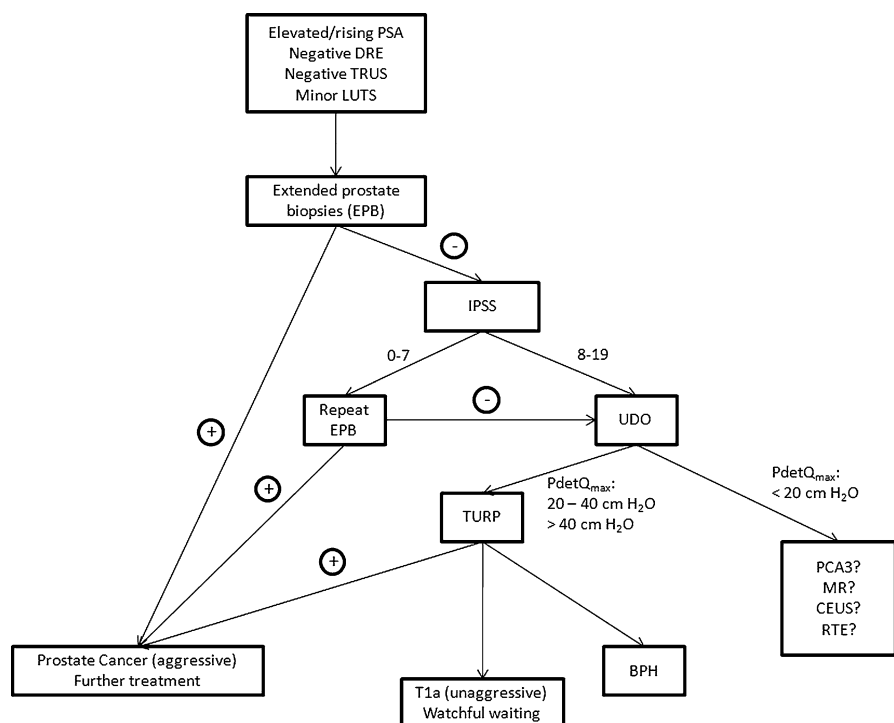 Elevated/rising PSA
Negative DRE
Negative TRUS
Minor LUTS
Extended prostate
biopsies (EPB)
-
IPSS
0-7
8-19
Repeat
EPB
-
UDO
+
+
PdetQmax:
20 – 40 cm H2O
> 40 cm H2O
PdetQmax:
< 20 cm H2O
TURP
+
PCA3?
MR?
CEUS?
RTE?
Prostate Cancer (aggressive)
Further treatment
T1a (unaggressive)
Watchful waiting
BPH